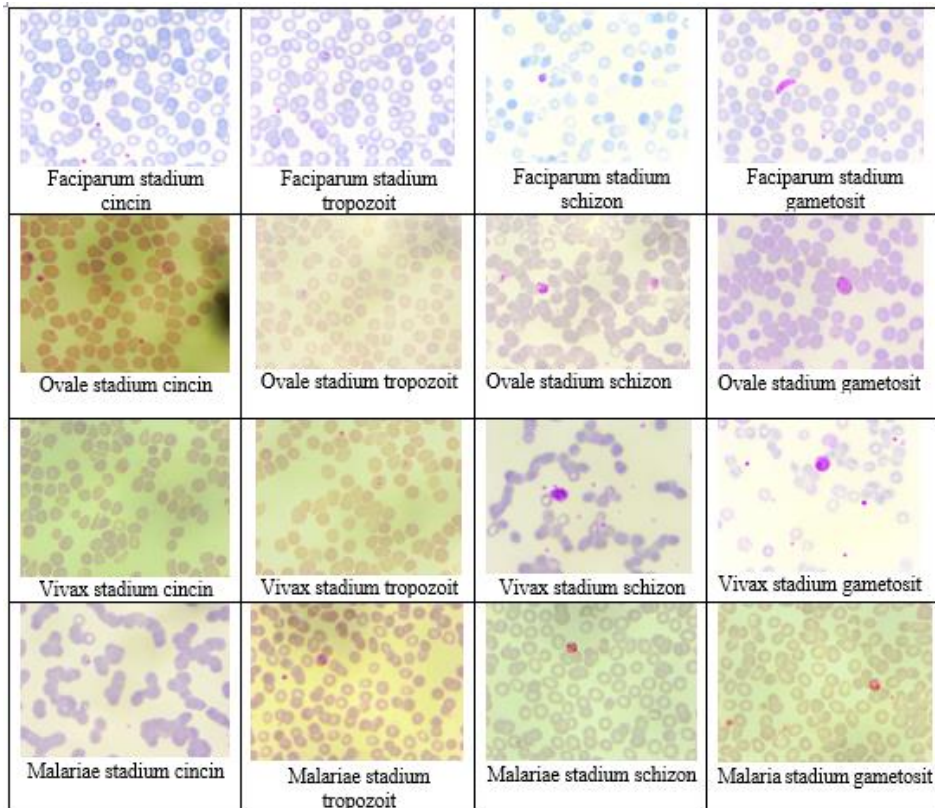 Faciparum stadium
cincin
Faciparum stadium
tropozoit
Faciparum stadium
schizon
Faciparum stadium
gametosit
Ovale stadium cincin
Ovale stadium tropozoit
Ovale stadium schizon
Ovale stadium gametosit
Vivax stadium cincin
Vivax stadium tropozoit
Vivax stadium schizon
Vivax stadium gametosit
Malariae stadium cincin
Malariae stadium
tropozoit
Malariae stadium schizon
Malaria stadium gametosit